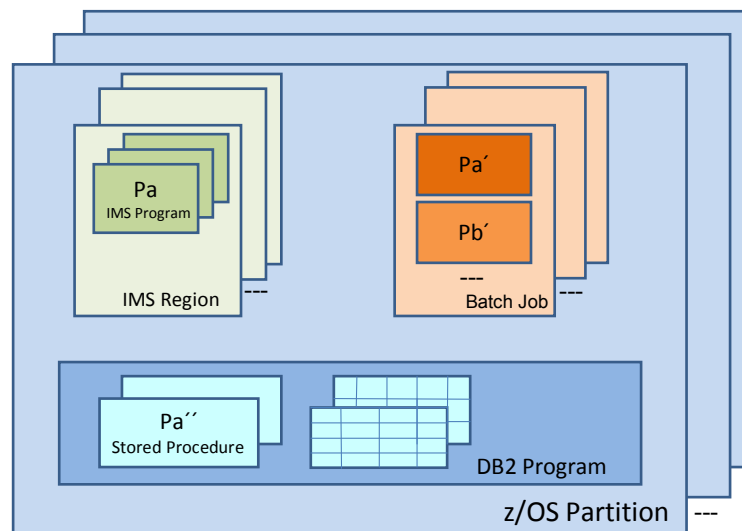 Pa
IMS Program
IMS Region
---
Pa´
Pb´
---
Batch Job
---
Pa´´
Stored Procedure
DB2 Program
z/OS Partition
---